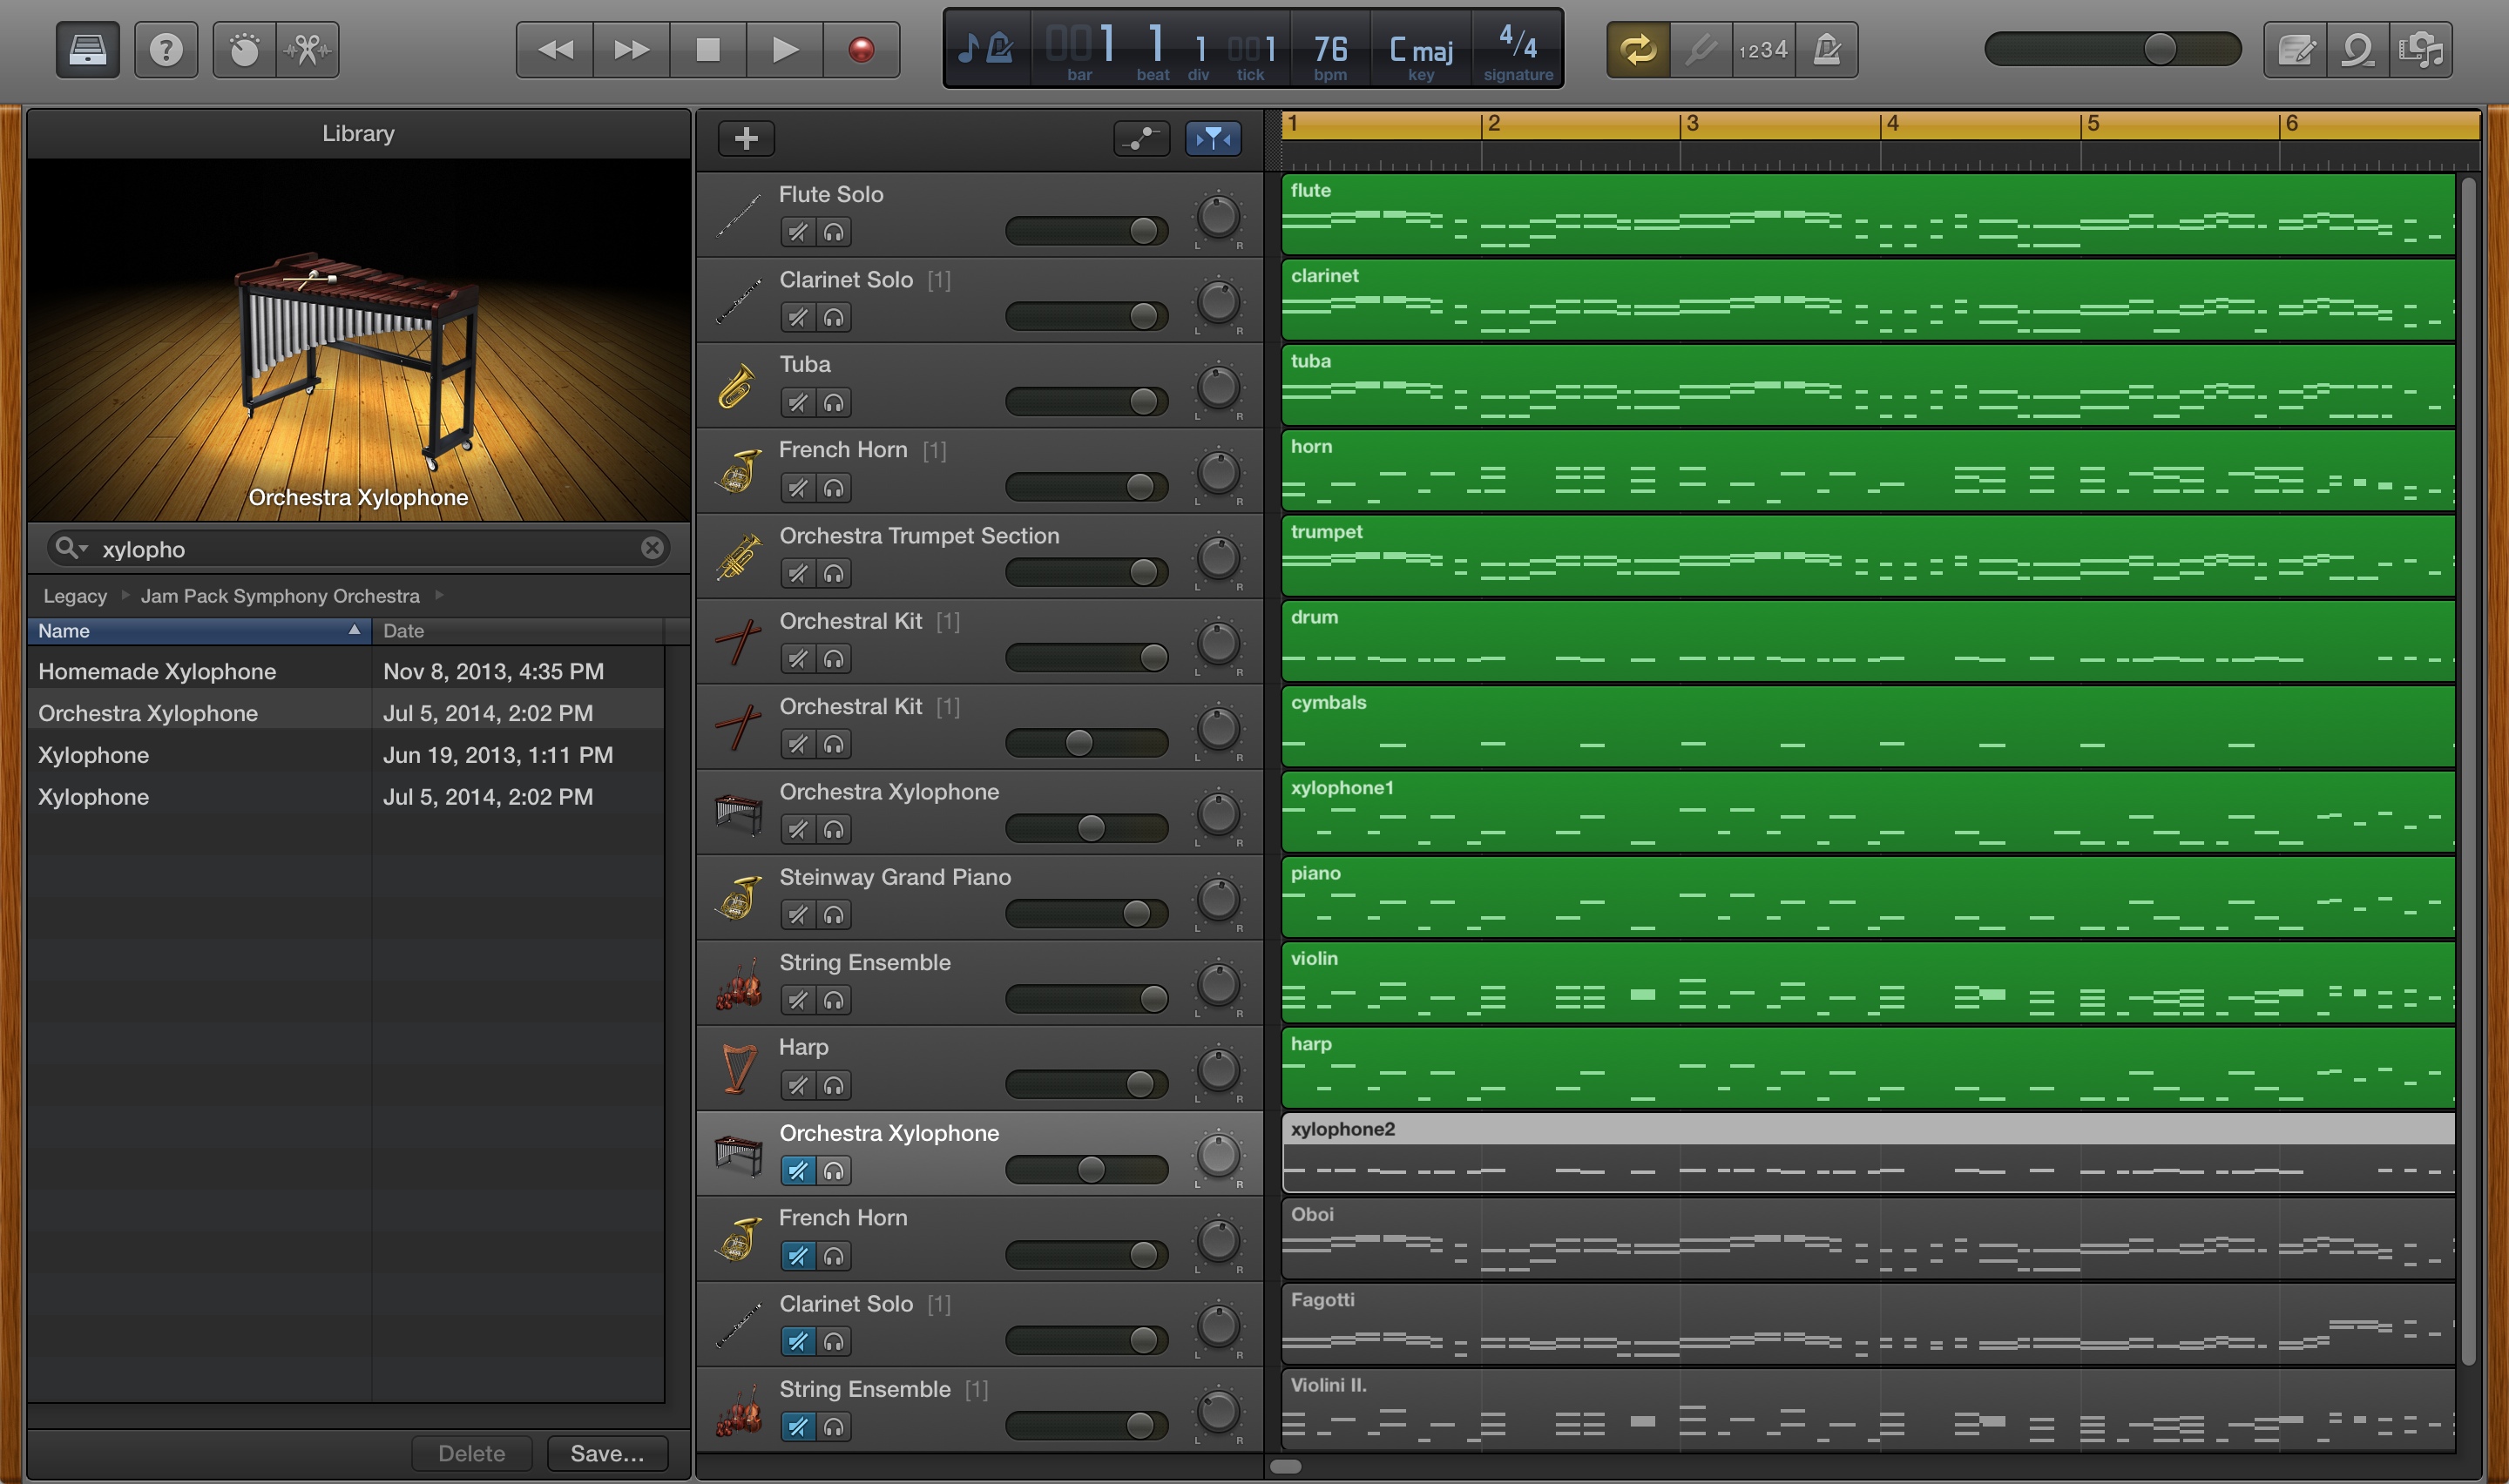 001 1 1 001 76 C maj 4/4
bar beat div tick bpm key signature
1234
Library
Orchestra Xylophone
xylopho
Legacy Jam Pack Symphony Orchestra
Name Date
Homemade Xylophone Nov 8, 2013, 4:35 PM
Orchestra Xylophone Jul 5, 2014, 2:02 PM
Xylophone Jun 19, 2013, 1:11 PM
Xylophone Jul 5, 2014, 2:02 PM
Delete Save...
1 2 3 4 5 6
Flute Solo
L R
flute
Clarinet Solo [1]
L R
clarinet
Tuba
L R
tuba
French Horn [1]
L R
horn
Orchestra Trumpet Section
L R
trumpet
Orchestral Kit [1]
L R
drum
Orchestral Kit [1]
L R
cymbals
Orchestra Xylophone
L R
xylophone1
Steinway Grand Piano
L R
piano
String Ensemble
L R
violin
Harp
L R
harp
Orchestra Xylophone
L R
xylophone2
French Horn
L R
Oboi
Clarinet Solo [1]
L R
Fagotti
String Ensemble [1]
L R
Violini II.